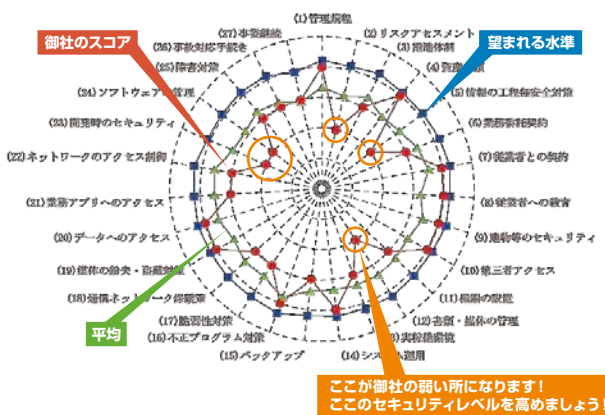 (1)管理規程
(2)リスクアセスメント
(3)推進体制
(4)
(5)情報の工程毎安全対策
(6)業務委託契約
(7)従業者との契約
(8)従業者への教育
(9)建物等のセキュリティ
(10)第三者アクセス
(11)機器の設置
(12)書類・媒体の管理
(14)システム運用
(15)バックアップ
(16)不正プログラム対策
(17)脆弱性対策
(18)通信ネットワーク
(19)媒体の紛失・盗難対策
(20)データへのアクセス
(21)業務アプリへのアクセス
(22)ネットワークのアクセス制御
(23)開発時のセキュリティ
(24)ソフトウェアの管理
(25)障害対策
(26)事故対応手続き
(27)事業継続
御社のスコア
望まれる水準
平均
ここが御社の弱い所になります!
ここのセキュリティレベルを高めましょう!